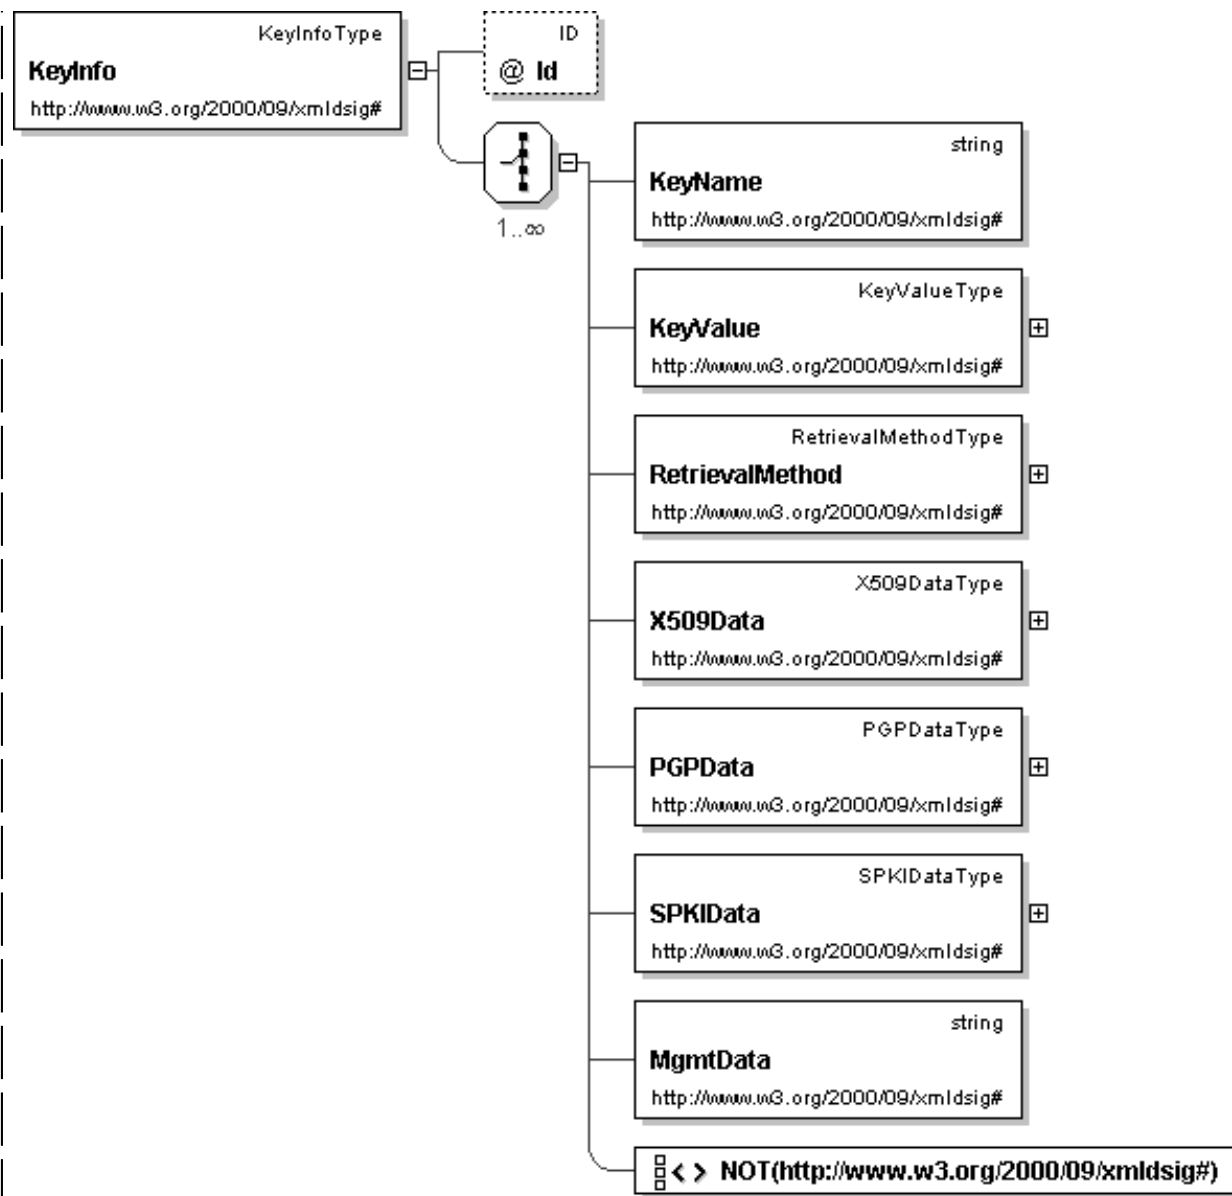 KeyInfoType
KeyInfo
http://www.w3.org/2000/09/xmldsig#
ID
@ Id
1..∞
string
KeyName
http://www.w3.org/2000/09/xmldsig#
KeyValueType
KeyValue
http://www.w3.org/2000/09/xmldsig#
RetrievalMethodType
RetrievalMethod
http://www.w3.org/2000/09/xmldsig#
X509DataType
X509Data
http://www.w3.org/2000/09/xmldsig#
PGPDataType
PGPData
http://www.w3.org/2000/09/xmldsig#
SPKIDataType
SPKIData
http://www.w3.org/2000/09/xmldsig#
string
MgmtData
http://www.w3.org/2000/09/xmldsig#
< > NOT(http://www.w3.org/2000/09/xmldsig#)